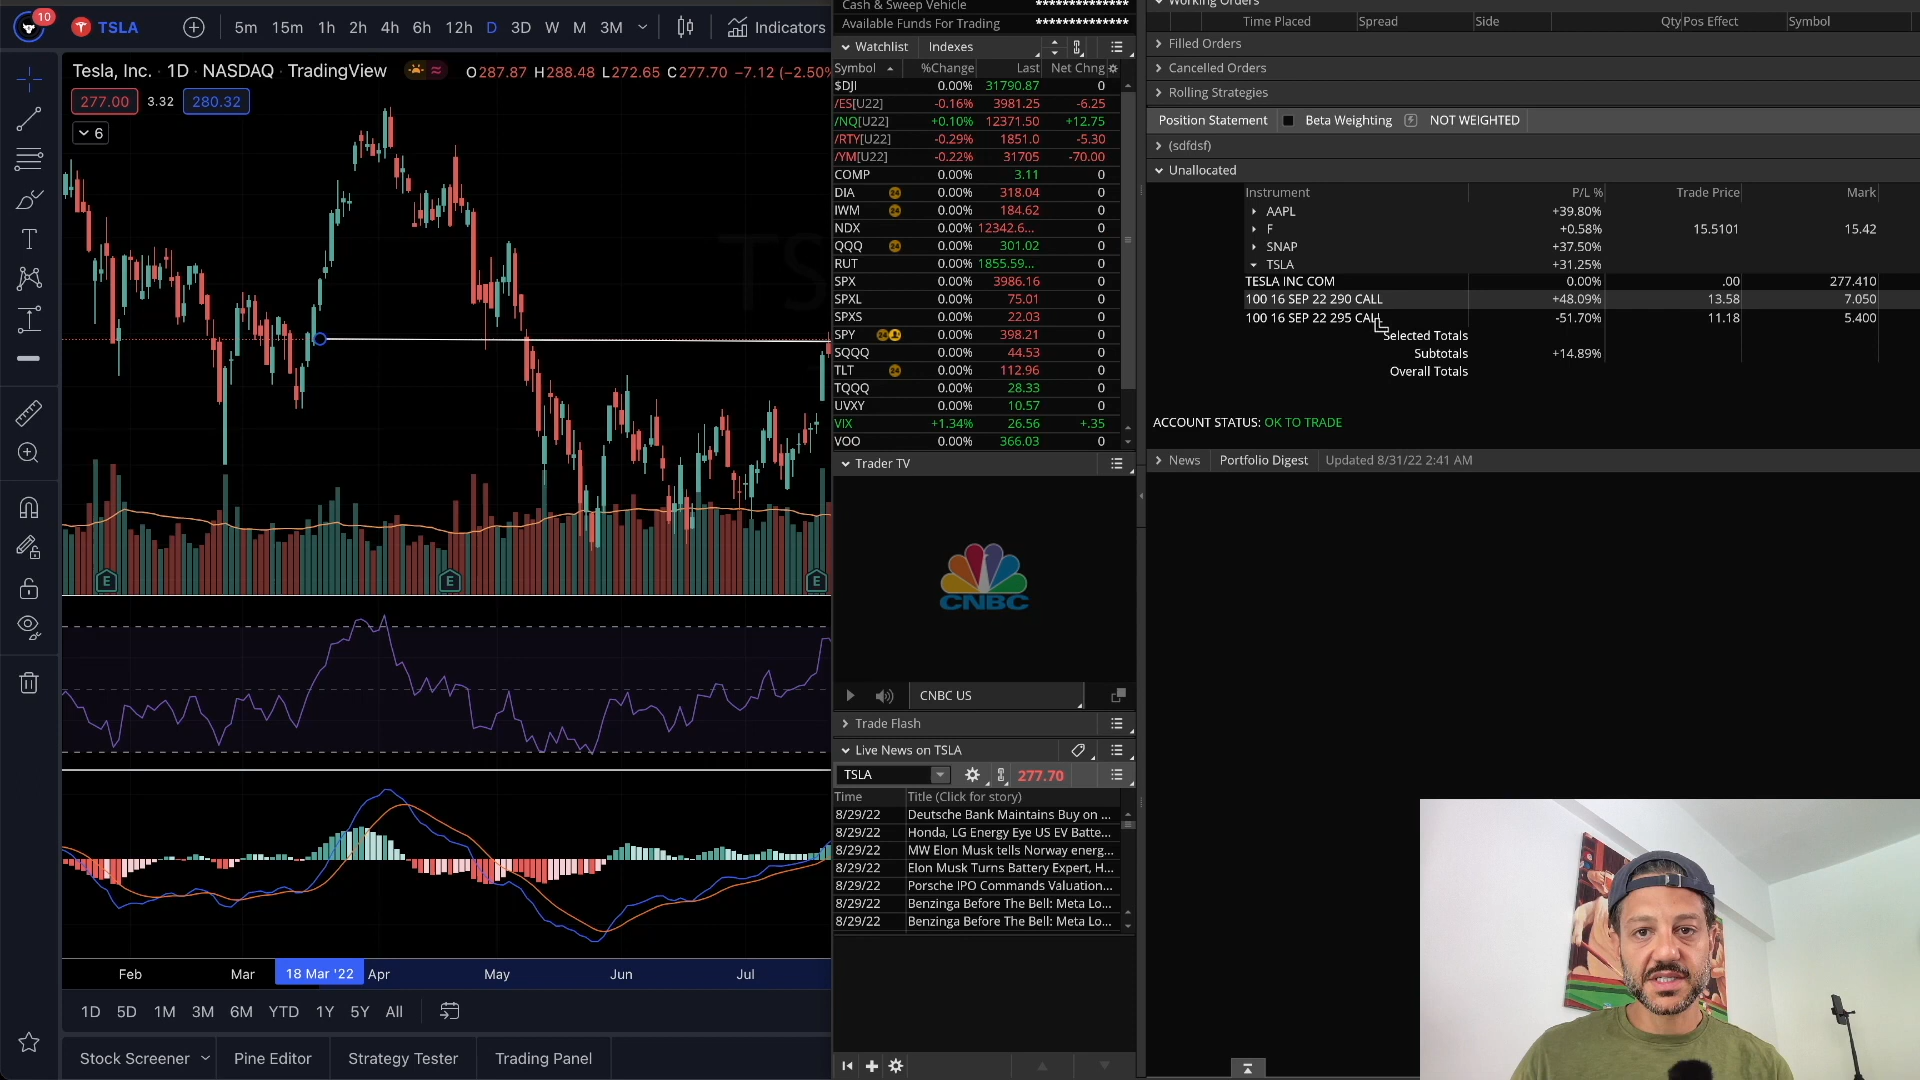 10
TSLA
5m 15m 1h 2h 4h 6h 12h D 3D W M 3M
Indicators
Tesla, Inc. · 1D · NASDAQ · TradingView
O287.87 H288.48 L272.65 C277.70 −7.12 (−2.50%
277.00 3.32 280.32
6
E E E
Feb Mar 18 Mar '22 Apr May Jun Jul
1D 5D 1M 3M 6M YTD 1Y 5Y All
Stock Screener Pine Editor Strategy Tester Trading Panel
Cash & Sweep Vehicle **************
Available Funds For Trading **************
Watchlist Indexes
Symbol %Change Last Net Chng
$DJI 0.00% 31790.87 0
/ES[U22] -0.16% 3981.25 -6.25
/NQ[U22] +0.10% 12371.50 +12.75
/RTY[U22] -0.29% 1851.0 -5.30
/YM[U22] -0.22% 31705 -70.00
COMP 0.00% 3.11 0
DIA 24 0.00% 318.04 0
IWM 24 0.00% 184.62 0
NDX 0.00% 12342.6... 0
QQQ 24 0.00% 301.02 0
RUT 0.00% 1855.59... 0
SPX 0.00% 3986.16 0
SPXL 0.00% 75.01 0
SPXS 0.00% 22.03 0
SPY 0.00% 398.21 0
SQQQ 0.00% 44.53 0
TLT 24 0.00% 112.96 0
TQQQ 0.00% 28.33 0
UVXY 0.00% 10.57 0
VIX +1.34% 26.56 +.35
VOO 0.00% 366.03 0
Trader TV
CNBC
CNBC US
Trade Flash
Live News on TSLA
TSLA 277.70
Time Title (Click for story)
8/29/22 Deutsche Bank Maintains Buy on ...
8/29/22 Honda, LG Energy Eye US EV Batte...
8/29/22 MW Elon Musk tells Norway energ...
8/29/22 Elon Musk Turns Battery Expert, H...
8/29/22 Porsche IPO Commands Valuation...
8/29/22 Benzinga Before The Bell: Meta Lo...
8/29/22 Benzinga Before The Bell: Meta Lo...
Working Orders
Time Placed Spread Side Qty Pos Effect Symbol
Filled Orders
Cancelled Orders
Rolling Strategies
Position Statement Beta Weighting NOT WEIGHTED
(sdfdsf)
Unallocated
Instrument P/L % Trade Price Mark
AAPL +39.80%
F +0.58% 15.5101 15.42
SNAP +37.50%
TSLA +31.25%
TESLA INC COM 0.00% .00 277.410
100 16 SEP 22 290 CALL +48.09% 13.58 7.050
100 16 SEP 22 295 CALL -51.70% 11.18 5.400
Selected Totals
Subtotals +14.89%
Overall Totals
ACCOUNT STATUS: OK TO TRADE
News Portfolio Digest Updated 8/31/22 2:41 AM